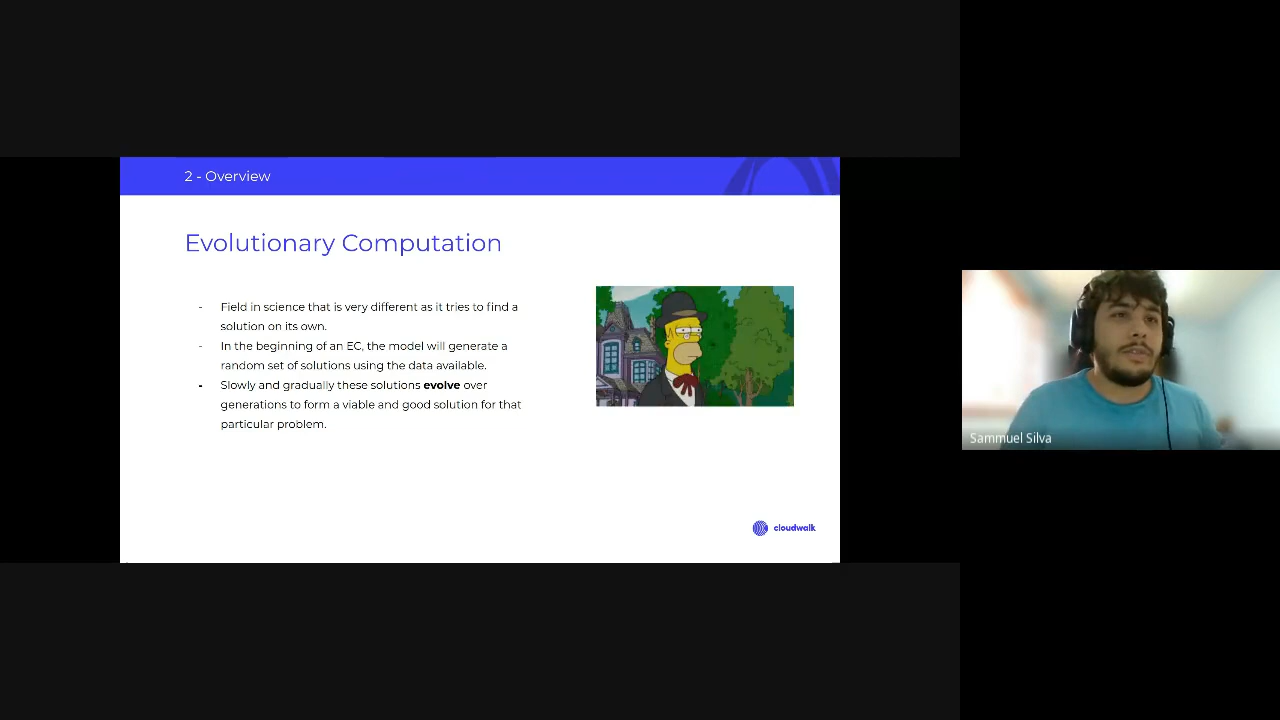 2 - Overview
Evolutionary Computation
- Field in science that is very different as it tries to find a
solution on its own.
- In the beginning of an EC, the model will generate a
random set of solutions using the data available.
- Slowly and gradually these solutions evolve over
generations to form a viable and good solution for that
particular problem.
cloudwalk
Sammuel Silva